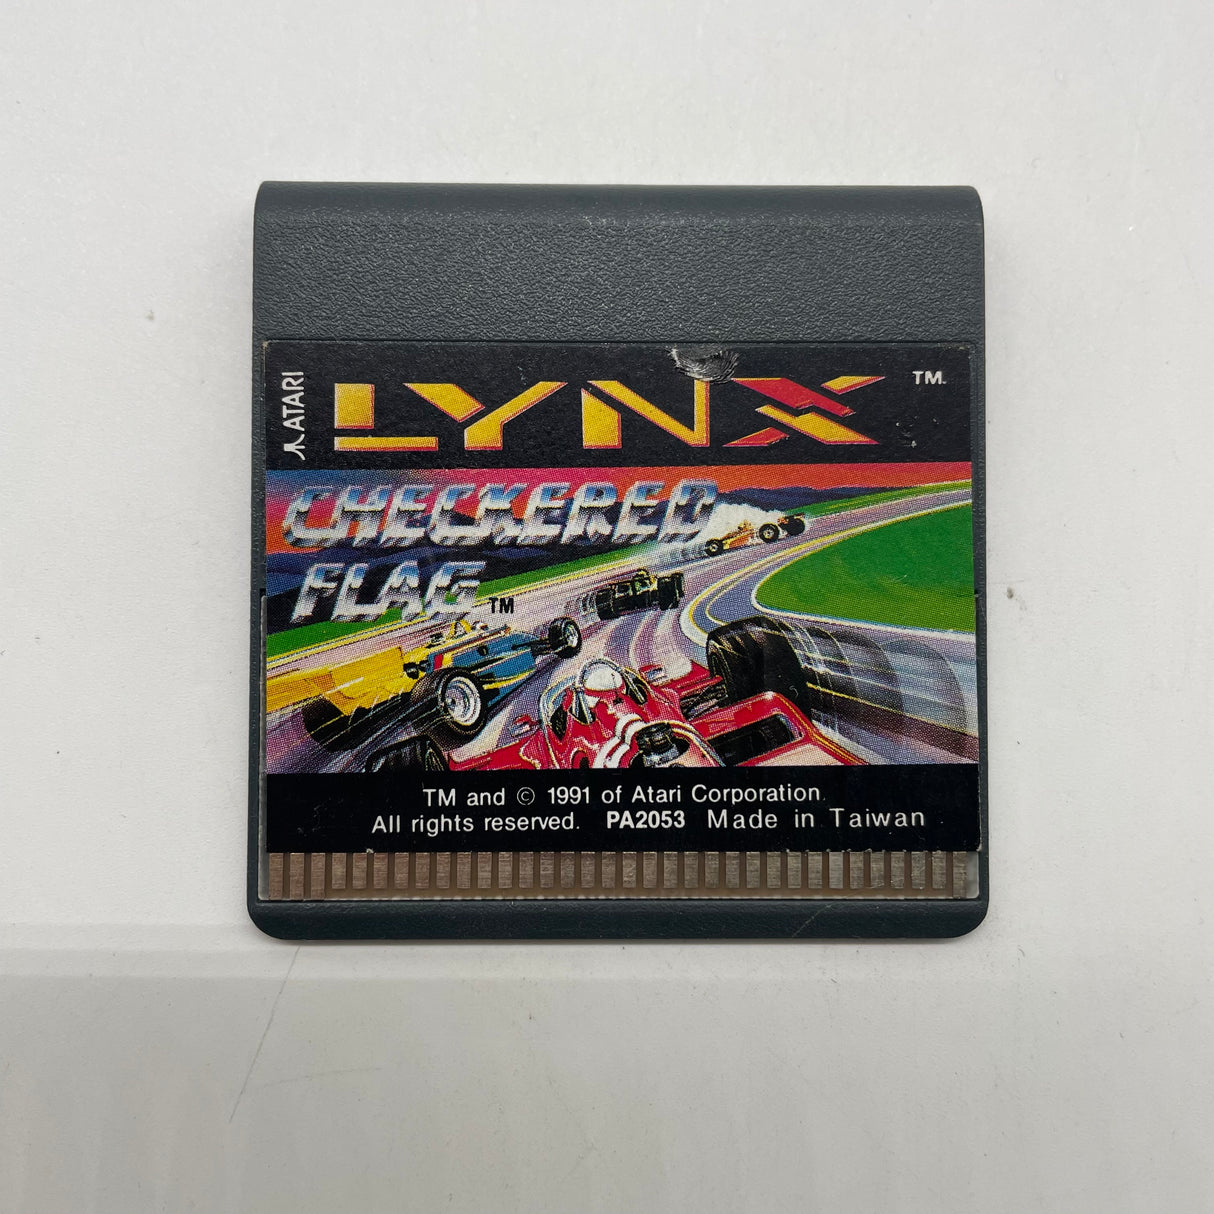 ATARI
LYNX TM
CHECKERED
FLAG TM
TM and © 1991 of Atari Corporation.
All rights reserved. PA2053 Made in Taiwan